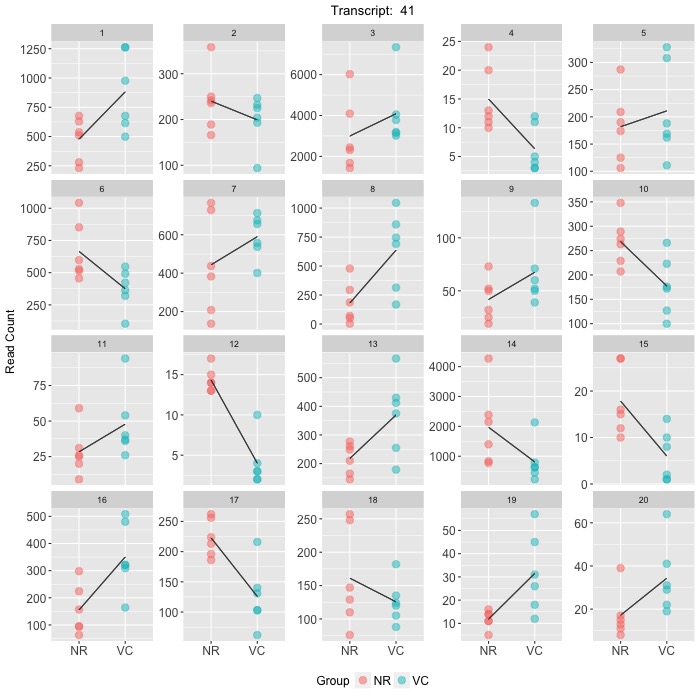 Transcript: 41
1 2 3 4 5
1250 1000 750 500 250
300 200 100
6000 4000 2000
25 20 15 10 5
300 250 200 150 100
6 7 8 9 10
1000 750 500 250
600 400 200
1000 750 500 250 0
100 50
350 300 250 200 150 100
Read Count
11 12 13 14 15
75 50 25
15 10 5
500 400 300 200
4000 3000 2000 1000
20 10 0
16 17 18 19 20
500 400 300 200 100
250 200 150 100
250 200 150 100
50 40 30 20 10
60 40 20
NR VC NR VC NR VC NR VC NR VC
Group NR VC